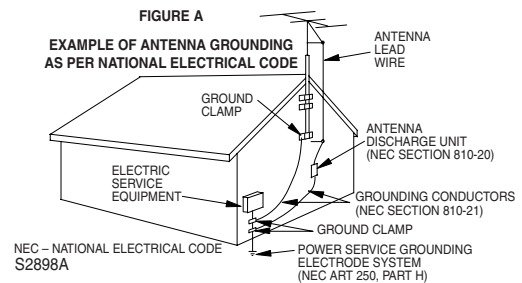 FIGURE A
EXAMPLE OF ANTENNA GROUNDING
AS PER NATIONAL ELECTRICAL CODE
ANTENNA
LEAD
WIRE
GROUND
CLAMP
ANTENNA
DISCHARGE UNIT
(NEC SECTION 810-20)
ELECTRIC
SERVICE
EQUIPMENT
GROUNDING CONDUCTORS
(NEC SECTION 810-21)
GROUND CLAMP
POWER SERVICE GROUNDING
ELECTRODE SYSTEM
(NEC ART 250, PART H)
NEC – NATIONAL ELECTRICAL CODE
S2898A